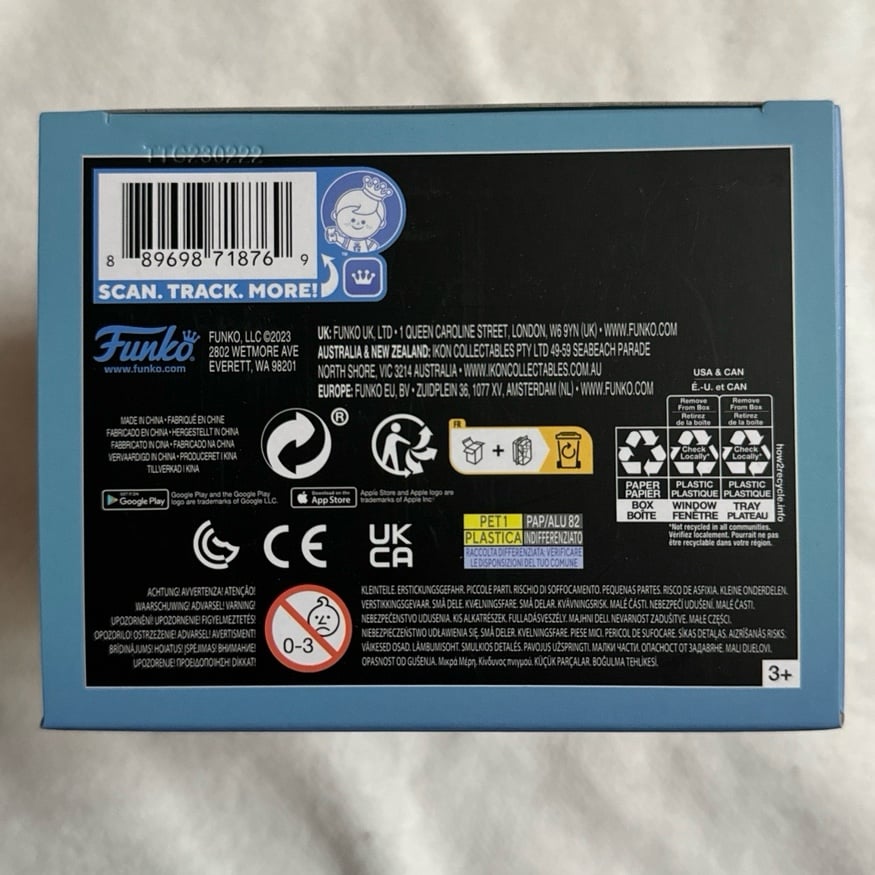 TTC230222
8 89698 71876 9
SCAN. TRACK. MORE!
Funko
www.funko.com
FUNKO, LLC ©2023
2802 WETMORE AVE
EVERETT, WA 98201
UK: FUNKO UK, LTD • 1 QUEEN CAROLINE STREET, LONDON, W6 9YN (UK) • WWW.FUNKO.COM
AUSTRALIA & NEW ZEALAND: IKON COLLECTABLES PTY LTD 49-59 SEABEACH PARADE
NORTH SHORE, VIC 3214 AUSTRALIA • WWW.IKONCOLLECTABLES.COM.AU
EUROPE: FUNKO EU, BV • ZUIDPLEIN 36, 1077 XV, AMSTERDAM (NL) • WWW.FUNKO.COM
MADE IN CHINA • FABRIQUÉ EN CHINE
FABRICADO EN CHINA • HERGESTELLT IN CHINA
FABBRICATO IN CINA • FABRICADO NA CHINA
VERVAARDIGD IN CHINA • PRODUCERET I KINA
TILLVERKAD I KINA
®
FR
+
USA & CAN
É.-U. et CAN
Remove From Box
Retirez de la boîte
Remove From Box
Retirez de la boîte
Check Locally*
Check Locally*
PAPER PAPIER
PLASTIC PLASTIQUE
PLASTIC PLASTIQUE
BOX BOÎTE
WINDOW FENÊTRE
TRAY PLATEAU
how2recycle.info
*Not recycled in all communities.
Vérifiez localement. Pourrait ne pas
être recyclable dans votre région.
GET IT ON
Google Play
Google Play and the Google Play
logo are trademarks of Google LLC.
Download on the
App Store
Apple Store and Apple logo are
trademarks of Apple Inc.
CE
UK
CA
PET1 PAP/ALU 82
PLASTICA INDIFFERENZIATO
RACCOLTA DIFFERENZIATA: VERIFICARE
LE DISPOSIZIONI DEL TUO COMUNE
ACHTUNG! AVVERTENZA! ATENÇÃO!
WAARSCHUWING! ADVARSEL! VARNING!
UPOZORNĚNÍ! UPOZORNENIE! FIGYELMEZTETÉS!
OPOZORILO! OSTRZEŻENIE! ADVARSEL! AVERTISMENT!
BRĪDINĀJUMS! HOIATUS! ĮSPĖJIMAS! ВНИМАНИЕ!
UPOZORENJE! ΠΡΟΕΙΔΟΠΟΙΗΣΗ! DİKKAT!
0-3
KLEINTEILE. ERSTICKUNGSGEFAHR. PICCOLE PARTI. RISCHIO DI SOFFOCAMENTO. PEQUENAS PARTES. RISCO DE ASFIXIA. KLEINE ONDERDELEN.
VERSTIKKINGSGEVAAR. SMÅ DELE. KVÆLNINGSFARE. SMÅ DELAR. KVÄVNINGSRISK. MALÉ ČÁSTI. NEBEZPEČÍ UDUŠENÍ. MALÉ ČASTI.
NEBEZPEČENSTVO UDUSENIA. KIS ALKATRÉSZEK. FULLADÁSVESZÉLY. MAJHNI DELI. NEVARNOST ZADUŠITVE. MAŁE CZĘŚCI.
NIEBEZPIECZEŃSTWO UDŁAWIENIA SIĘ. SMÅ DELER. KVELNINGSFARE. PIESE MICI. PERICOL DE SUFOCARE. SĪKAS DETAĻAS. AIZRĪŠANĀS RISKS.
VÄIKESED OSAD. LÄMBUMISOHT. SMULKIOS DETALĖS. PAVOJUS UŽSPRINGTI. МАЛКИ ЧАСТИ. ОПАСНОСТ ОТ ЗАДАВЯНЕ. MALI DIJELOVI.
OPASNOST OD GUŠENJA. Μικρά Μέρη. Κίνδυνος πνιγμού. KÜÇÜK PARÇALAR. BOĞULMA TEHLİKESİ.
3+